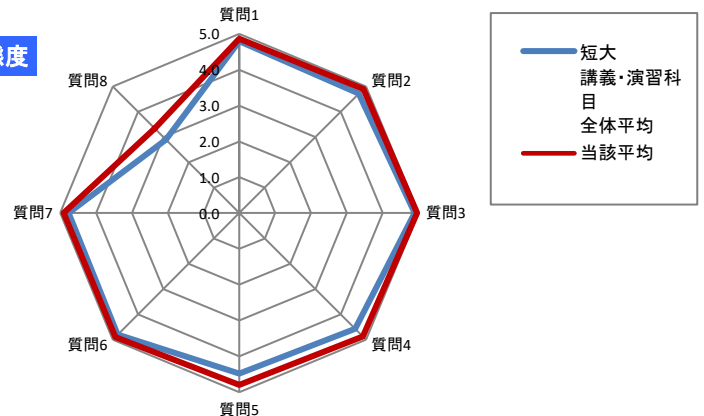 質問1
5.0
4.0
3.0
2.0
1.0
0.0
度
質問2
質問3
質問4
質問5
質問6
質問7
質問8
短大
講義・演習科
目
全体平均
当該平均